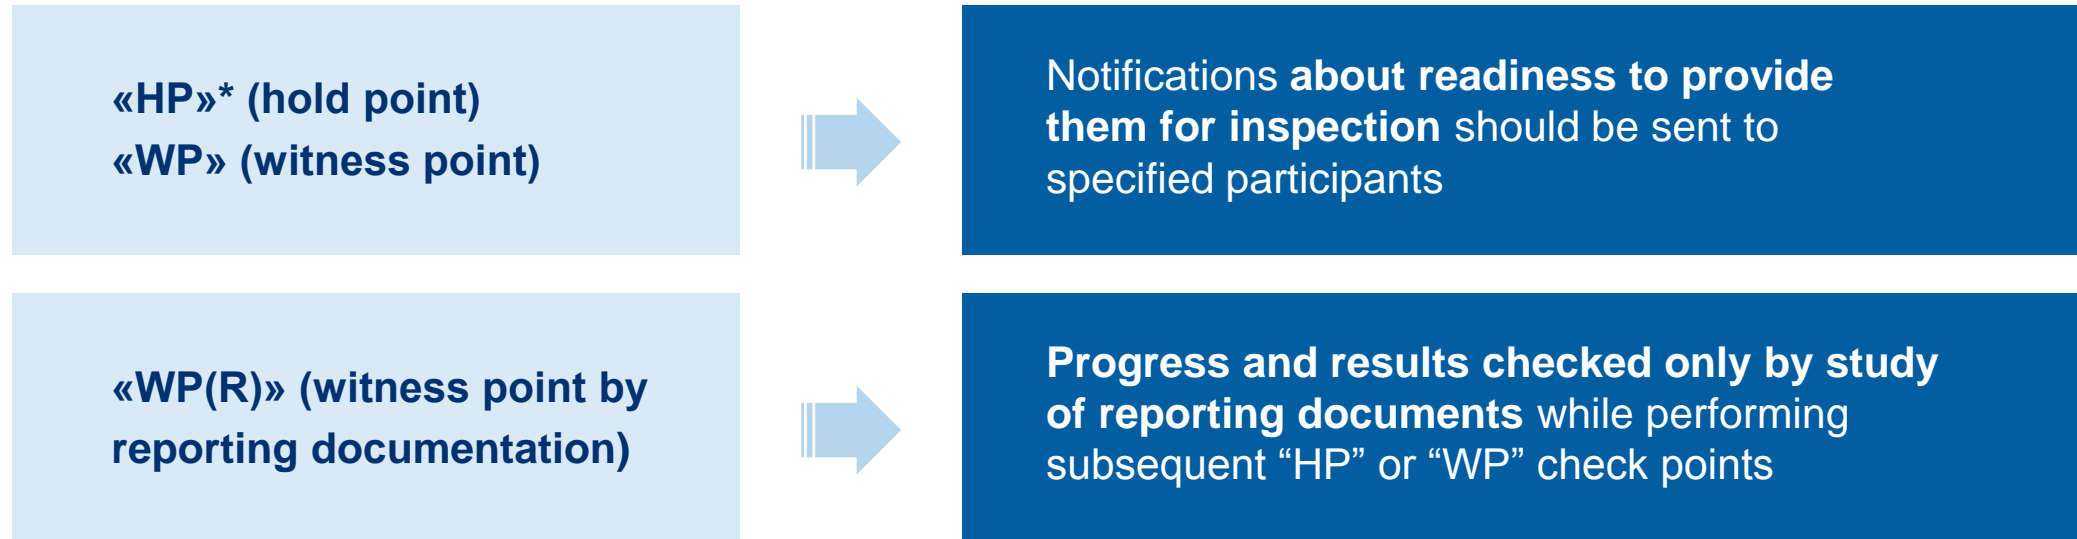 «HP»* (hold point)
«WP» (witness point)
Notifications about readiness to provide
them for inspection should be sent to
specified participants
«WP(R)» (witness point by
reporting documentation)
Progress and results checked only by study
of reporting documents while performing
subsequent “HP” or “WP” check points